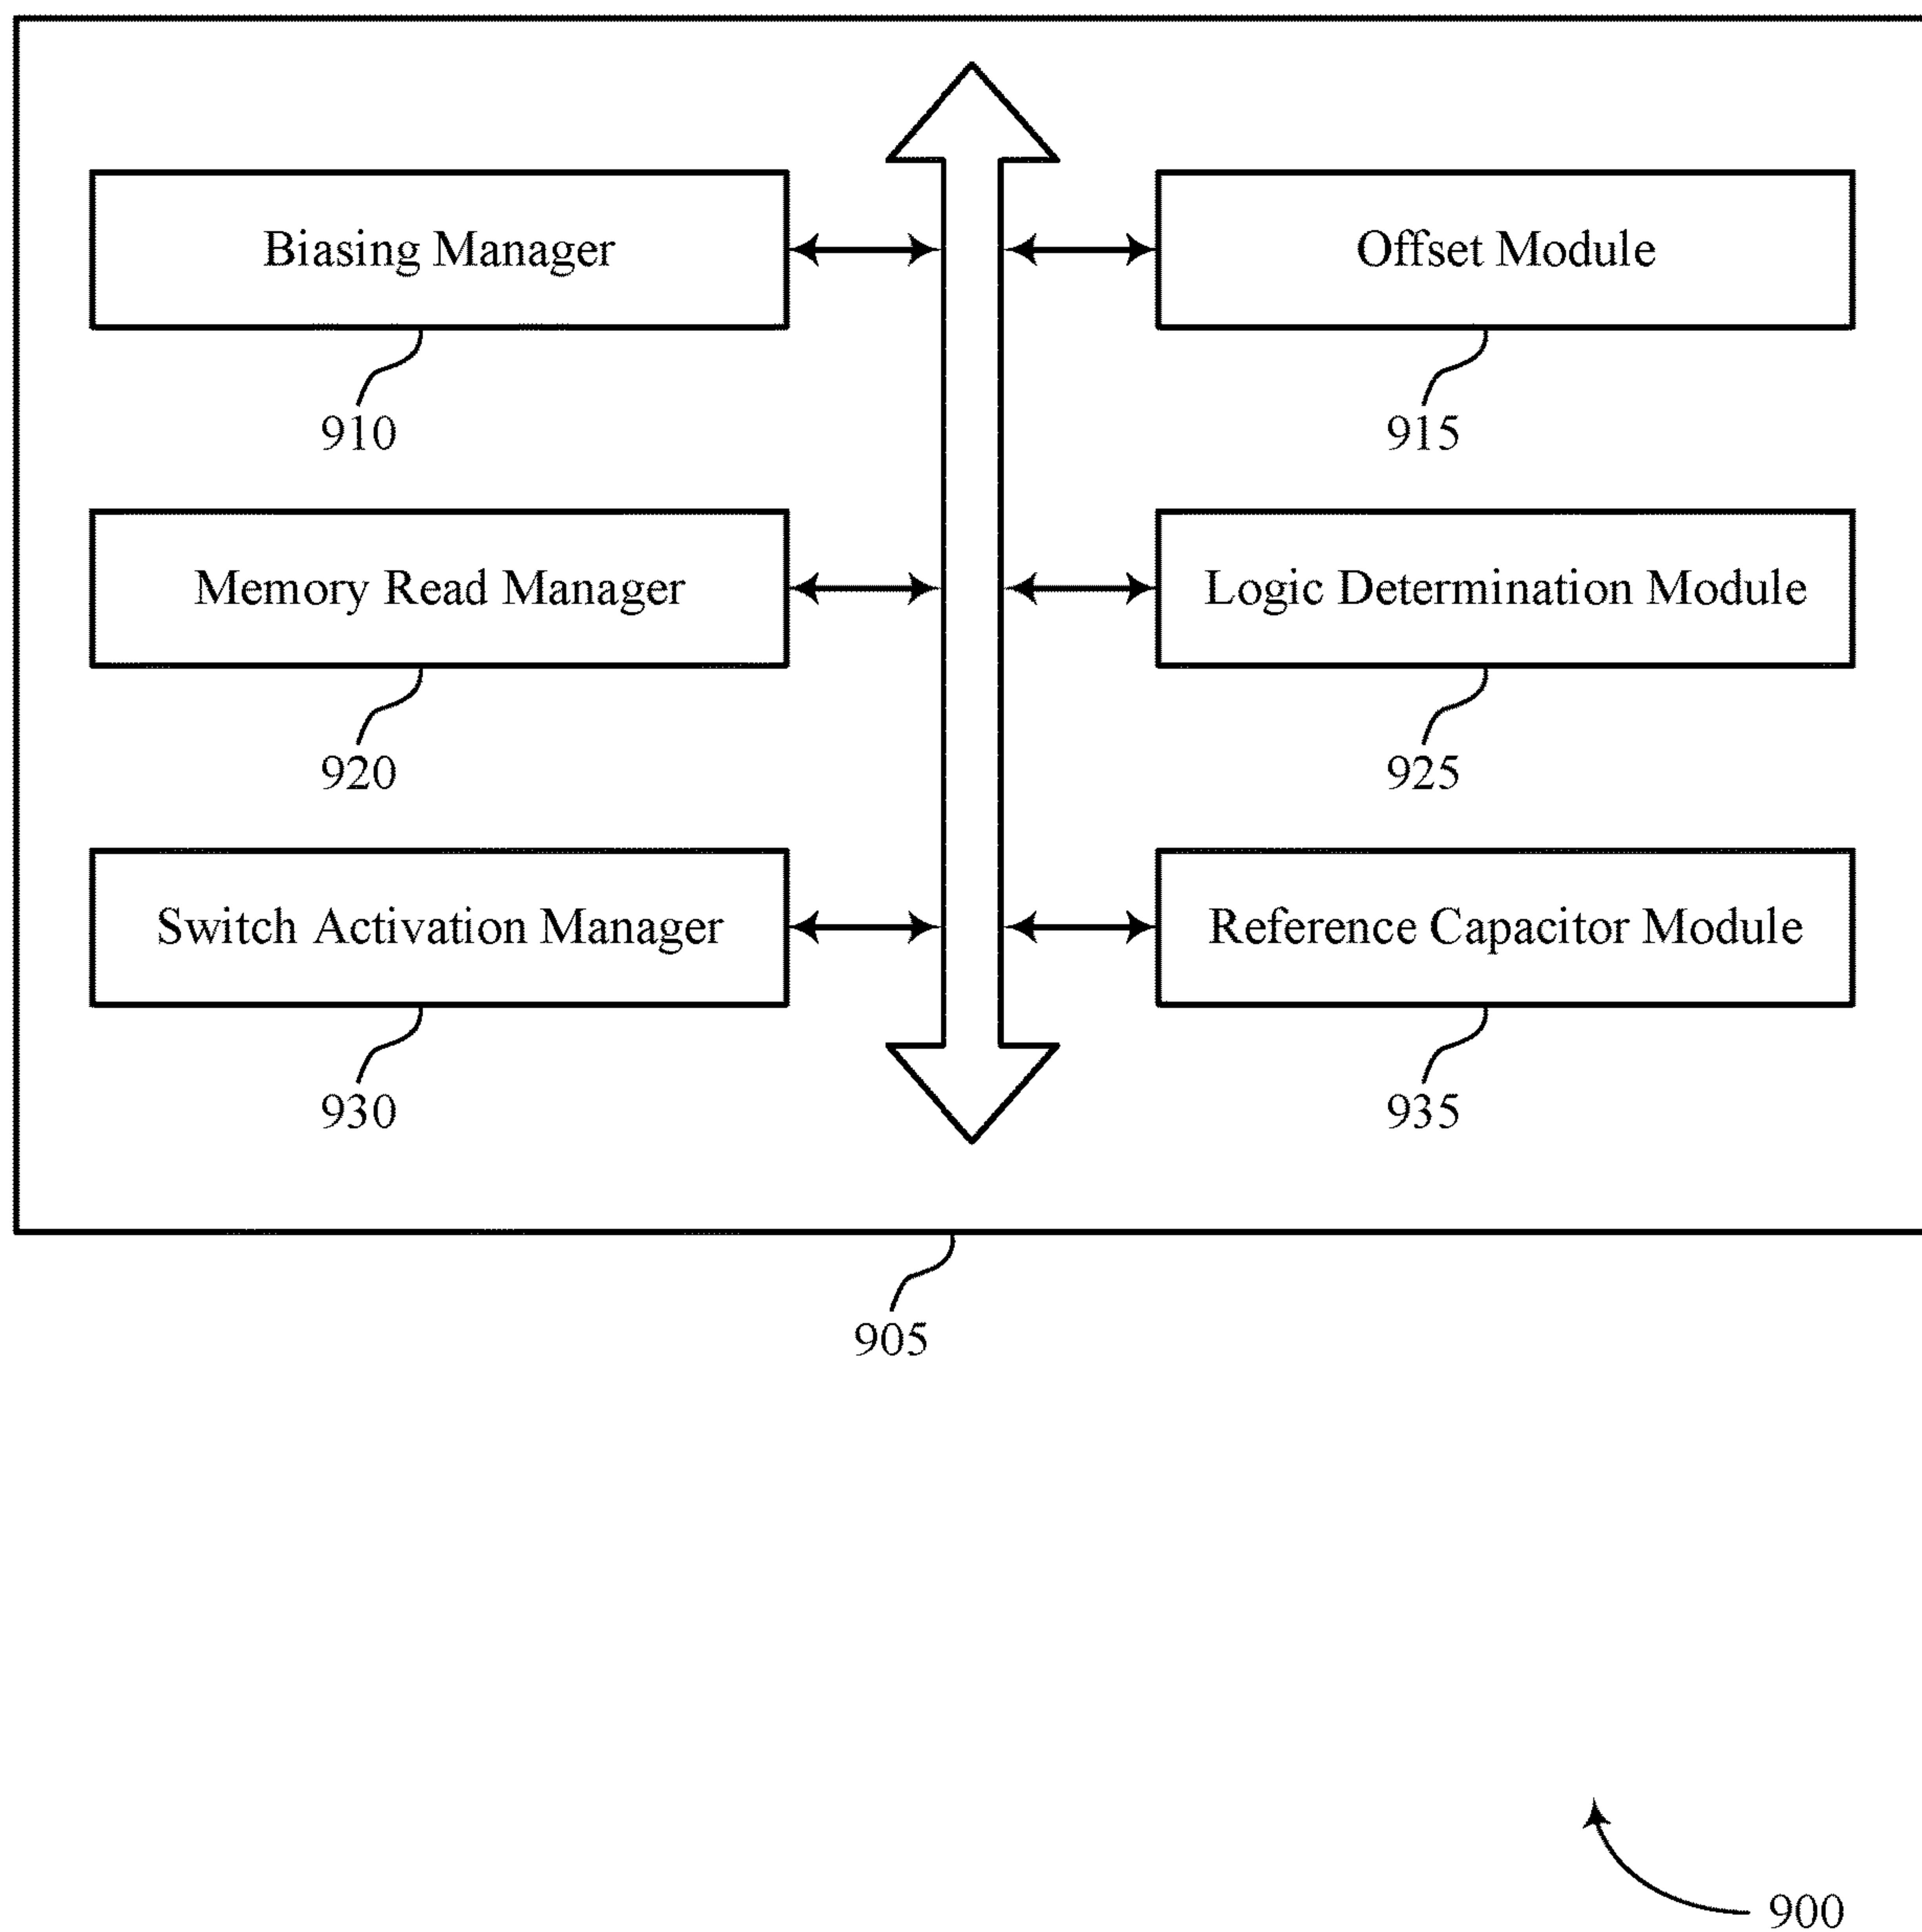 Biasing Manager
Offset Module
910
915
Memory Read Manager
Logic Determination Module
920
925
Switch Activation Manager
Reference Capacitor Module
930
935
905
900